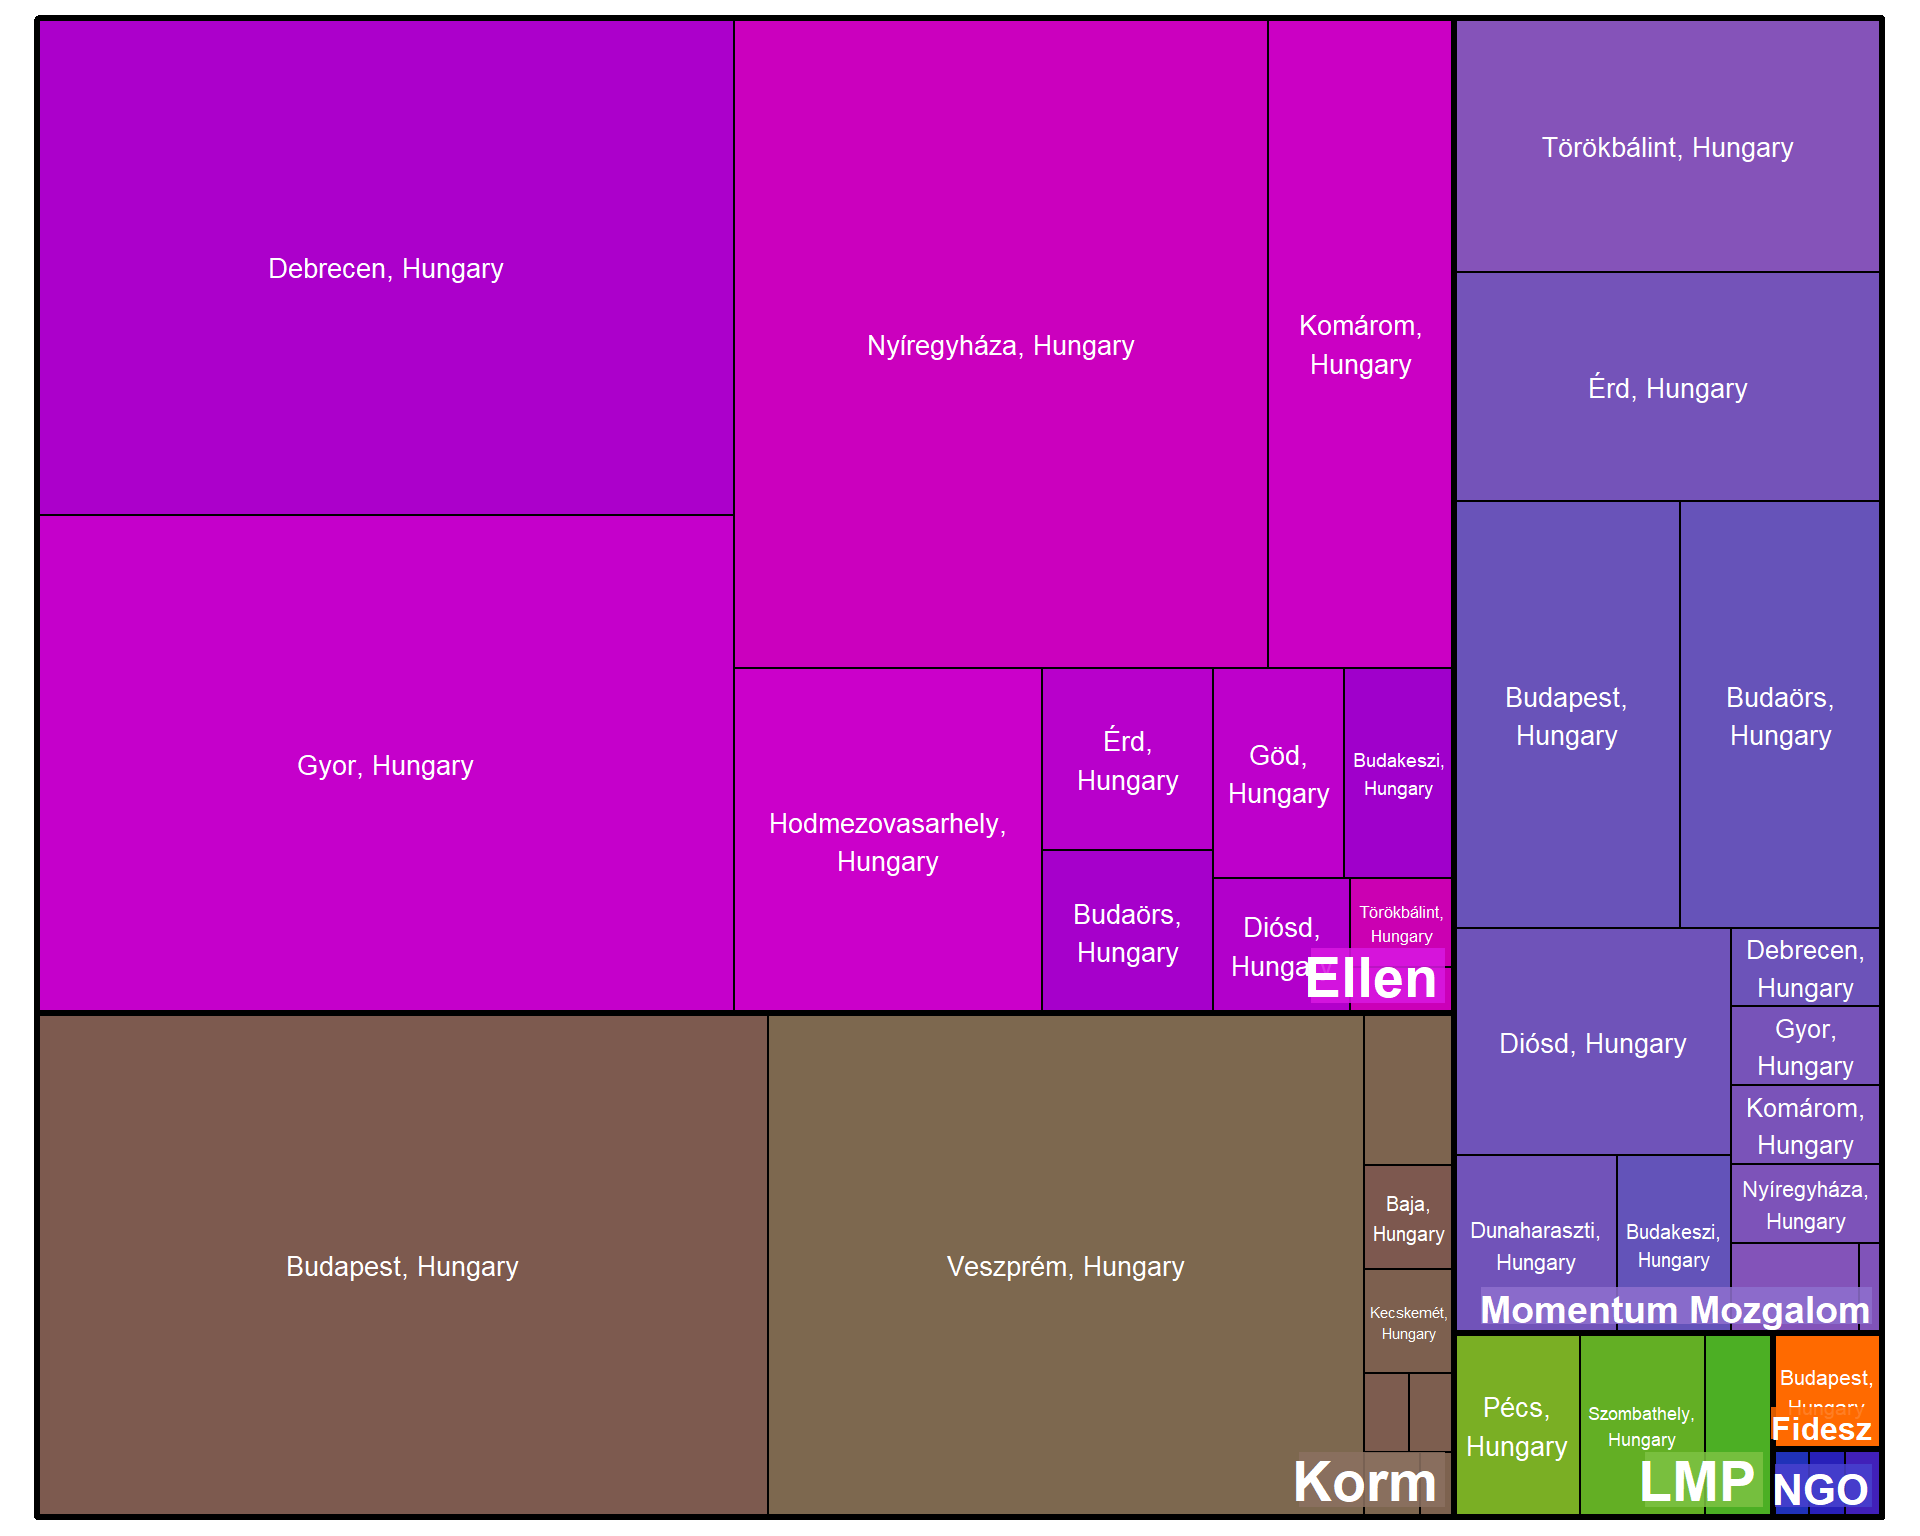 Debrecen, Hungary
Gyor, Hungary
Nyíregyháza, Hungary
Komárom,
Hungary
Hodmezovasarhely,
Hungary
Érd,
Hungary
Budaörs,
Hungary
Göd,
Hungary
Budakeszi,
Hungary
Diósd,
Hungary
Törökbálint,
Hungary
Ellen
Budapest, Hungary
Veszprém, Hungary
Baja,
Hungary
Kecskemét,
Hungary
Korm
Törökbálint, Hungary
Érd, Hungary
Budapest,
Hungary
Budaörs,
Hungary
Diósd, Hungary
Debrecen,
Hungary
Gyor,
Hungary
Komárom,
Hungary
Nyíregyháza,
Hungary
Dunaharaszti,
Hungary
Budakeszi,
Hungary
Momentum Mozgalom
Pécs,
Hungary
Szombathely,
Hungary
LMP
Budapest,
Hungary
Fidesz
NGO